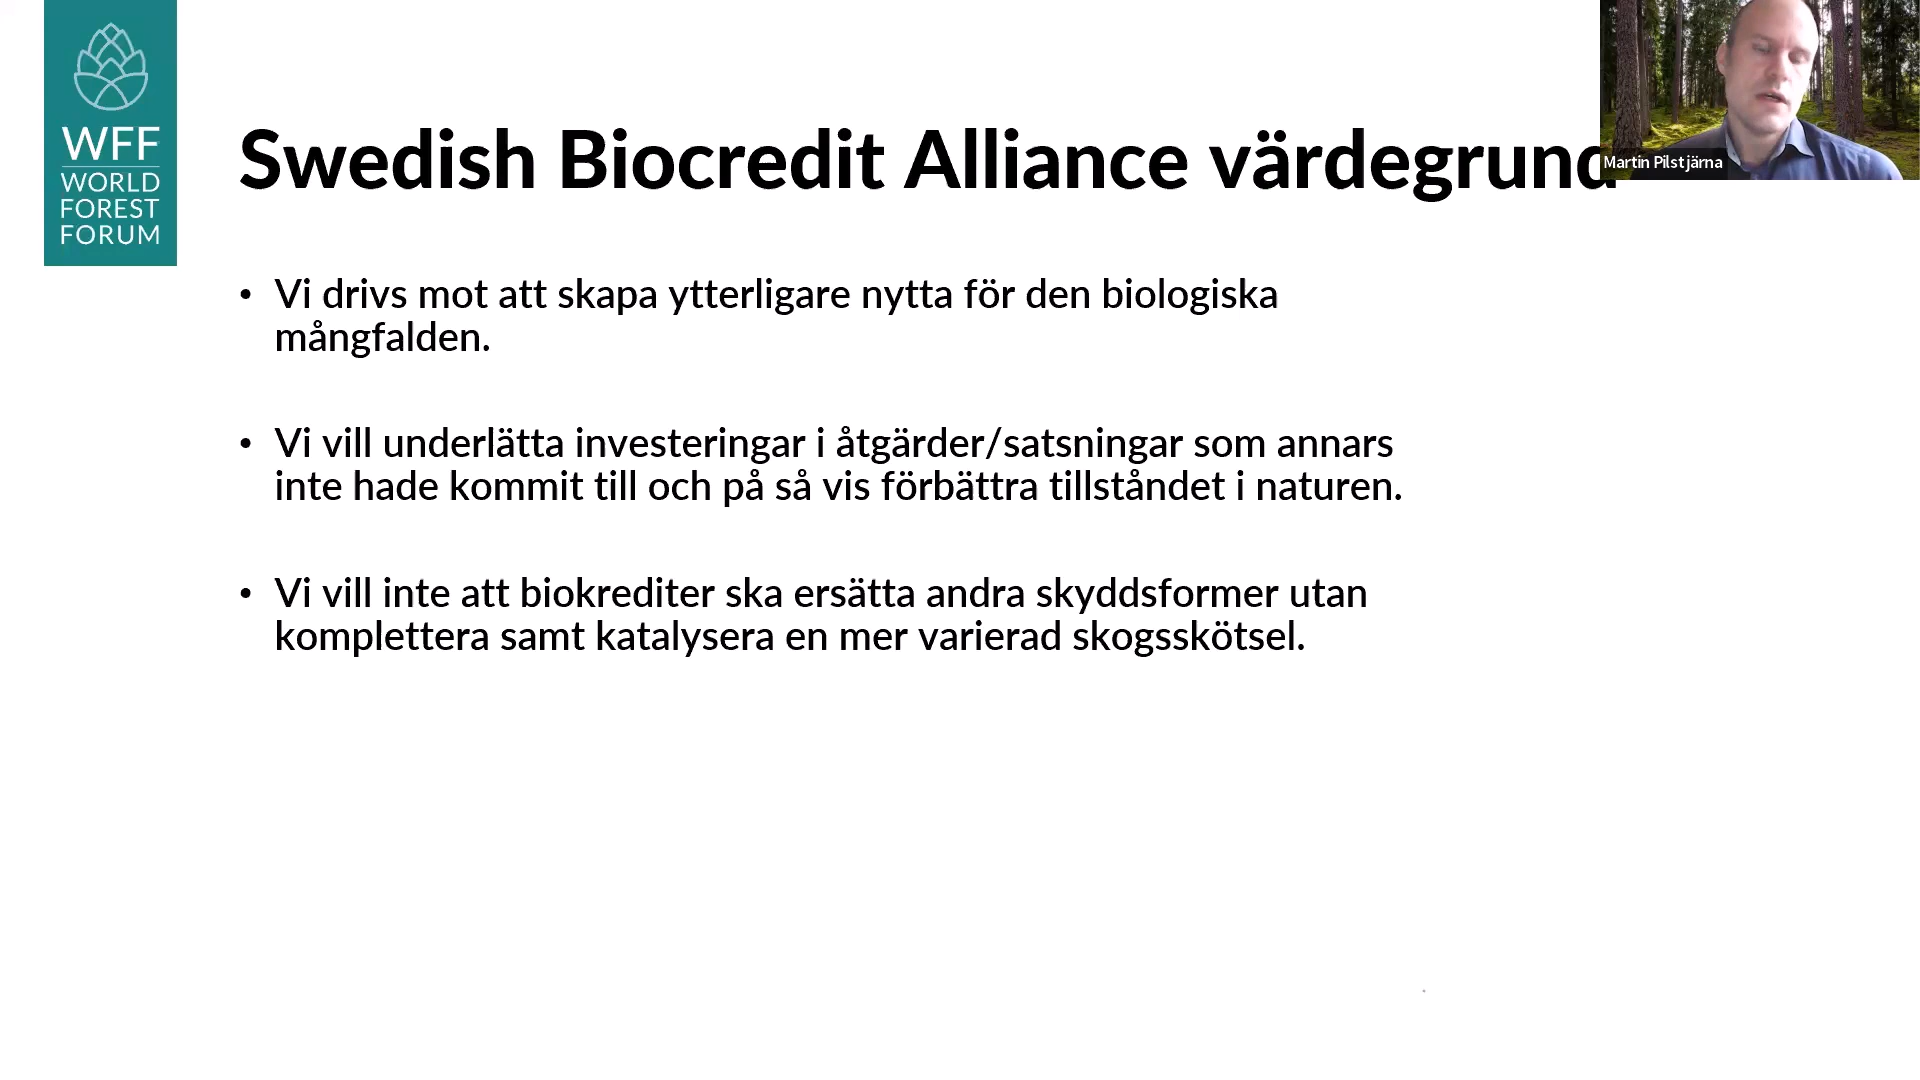 WFF
WORLD
FOREST
FORUM
Swedish Biocredit Alliance värdegrund
Martin Pilstjärna
• Vi drivs mot att skapa ytterligare nytta för den biologiska
mångfalden.
• Vi vill underlätta investeringar i åtgärder/satsningar som annars
inte hade kommit till och på så vis förbättra tillståndet i naturen.
• Vi vill inte att biokrediter ska ersätta andra skyddsformer utan
komplettera samt katalysera en mer varierad skogsskötsel.